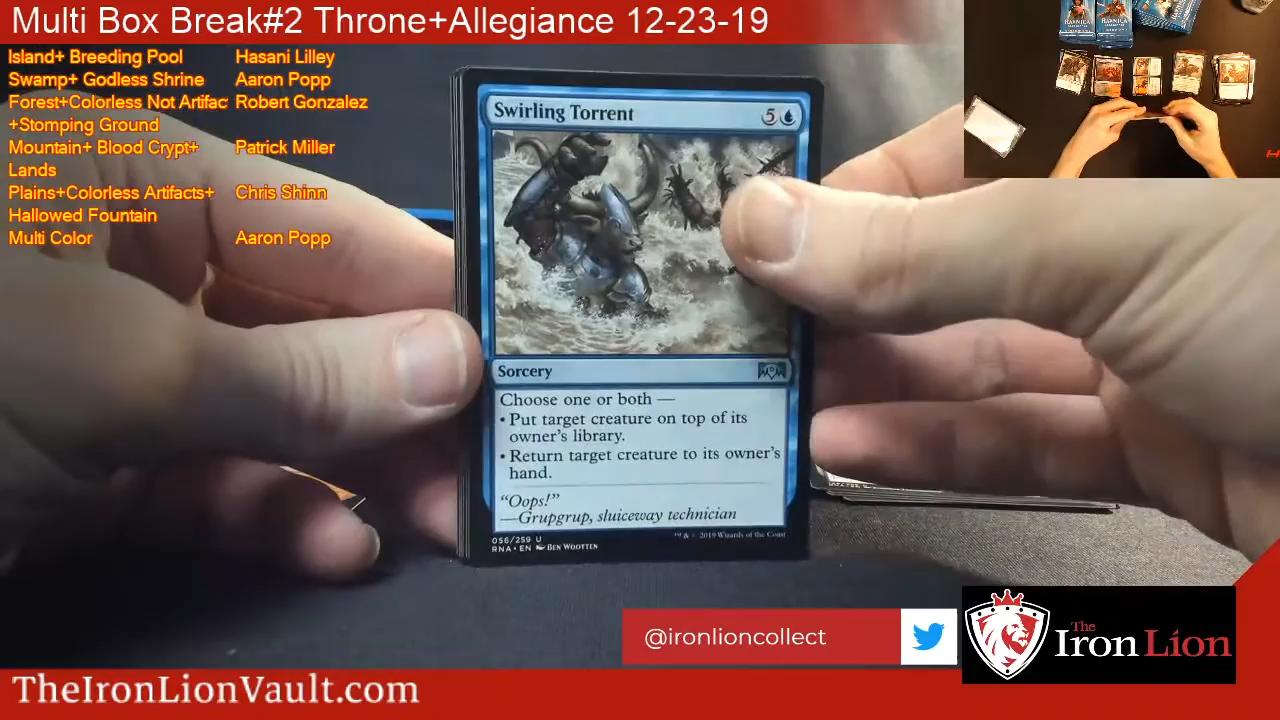 Multi Box Break#2 Throne+Allegiance 12-23-19
Island+ Breeding Pool Hasani Lilley
Swamp+ Godless Shrine Aaron Popp
Forest+Colorless Not Artifac Robert Gonzalez
+Stomping Ground
Mountain+ Blood Crypt+ Patrick Miller
Lands
Plains+Colorless Artifacts+ Chris Shinn
Hallowed Fountain
Multi Color Aaron Popp
Swirling Torrent 5
Sorcery
Choose one or both —
• Put target creature on top of its
owner's library.
• Return target creature to its owner's
hand.
"Oops!"
—Grupgrup, sluiceway technician
056/259 U
RNA • EN Ben Wootten
™ & © 2019 Wizards of the Coast
RAVNICA
@ironlioncollect
The
Iron Lion
TheIronLionVault.com